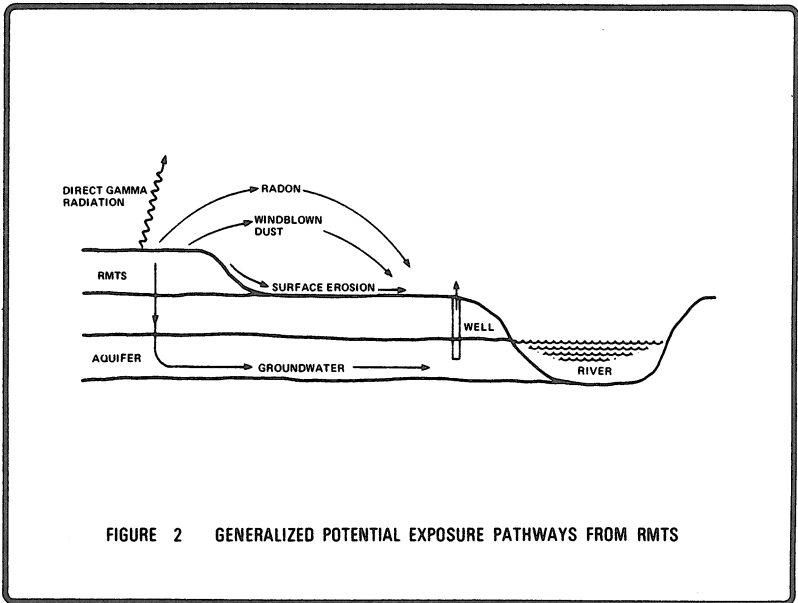 DIRECT GAMMA
RADIATION
RADON
WINDBLOWN
DUST
RMTS
SURFACE EROSION
WELL
AQUIFER
GROUNDWATER
RIVER
FIGURE 2 GENERALIZED POTENTIAL EXPOSURE PATHWAYS FROM RMTS